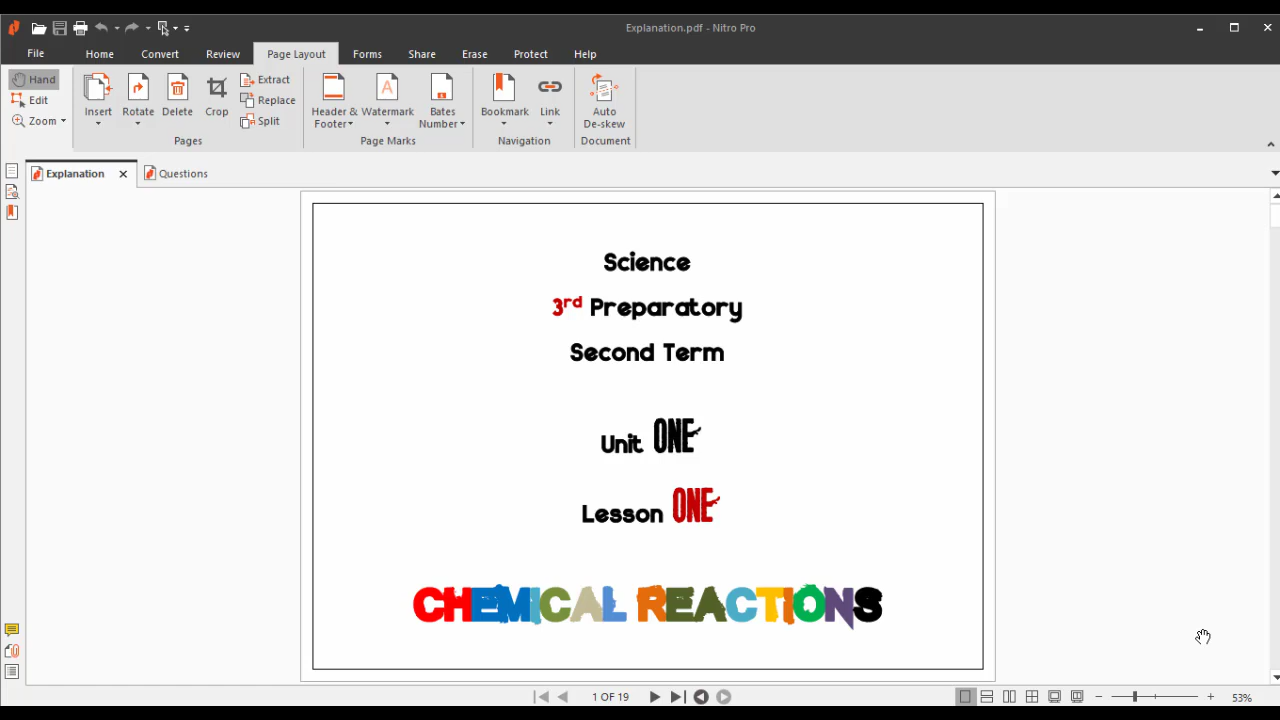 Explanation.pdf - Nitro Pro
File Home Convert Review Page Layout Forms Share Erase Protect Help
Hand
Edit
Zoom
Insert Rotate Delete Crop
Extract
Replace
Split
Pages
Header & Footer
Watermark
Bates Number
Page Marks
Bookmark Link
Navigation
Auto De-skew
Document
Explanation Questions
Science
3rd Preparatory
Second Term
Unit ONE
Lesson ONE
CHEMICAL REACTIONS
1 OF 19
53%